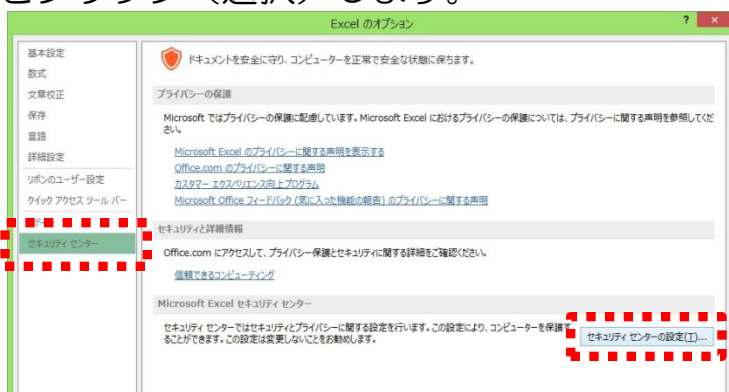 （選択）します。
Excel のオプション
?
×
基本設定
数式
文章校正
保存
言語
詳細設定
リボンのユーザー設定
クイック アクセス ツール バー
セキュリティ センター
ドキュメントを安全に守り、コンピューターを正常で安全な状態に保ちます。
プライバシーの保護
Microsoft ではプライバシーの保護に配慮しています。Microsoft Excel におけるプライバシーの保護については、プライバシーに関する声明を参照してくだ
さい。
Microsoft Excel のプライバシーに関する声明を表示する
Office.com のプライバシーに関する声明
カスタマー エクスペリエンス向上プログラム
Microsoft Office フィードバック (気に入った機能の報告) のプライバシーに関する声明
セキュリティと詳細情報
Office.com にアクセスして、プライバシー保護とセキュリティに関する詳細をご確認ください。
信頼できるコンピューティング
Microsoft Excel セキュリティ センター
セキュリティ センターではセキュリティとプライバシーに関する設定を行います。この設定により、コンピューターを保護す
ることができます。この設定は変更しないことをお勧めします。
セキュリティ センターの設定(T)...